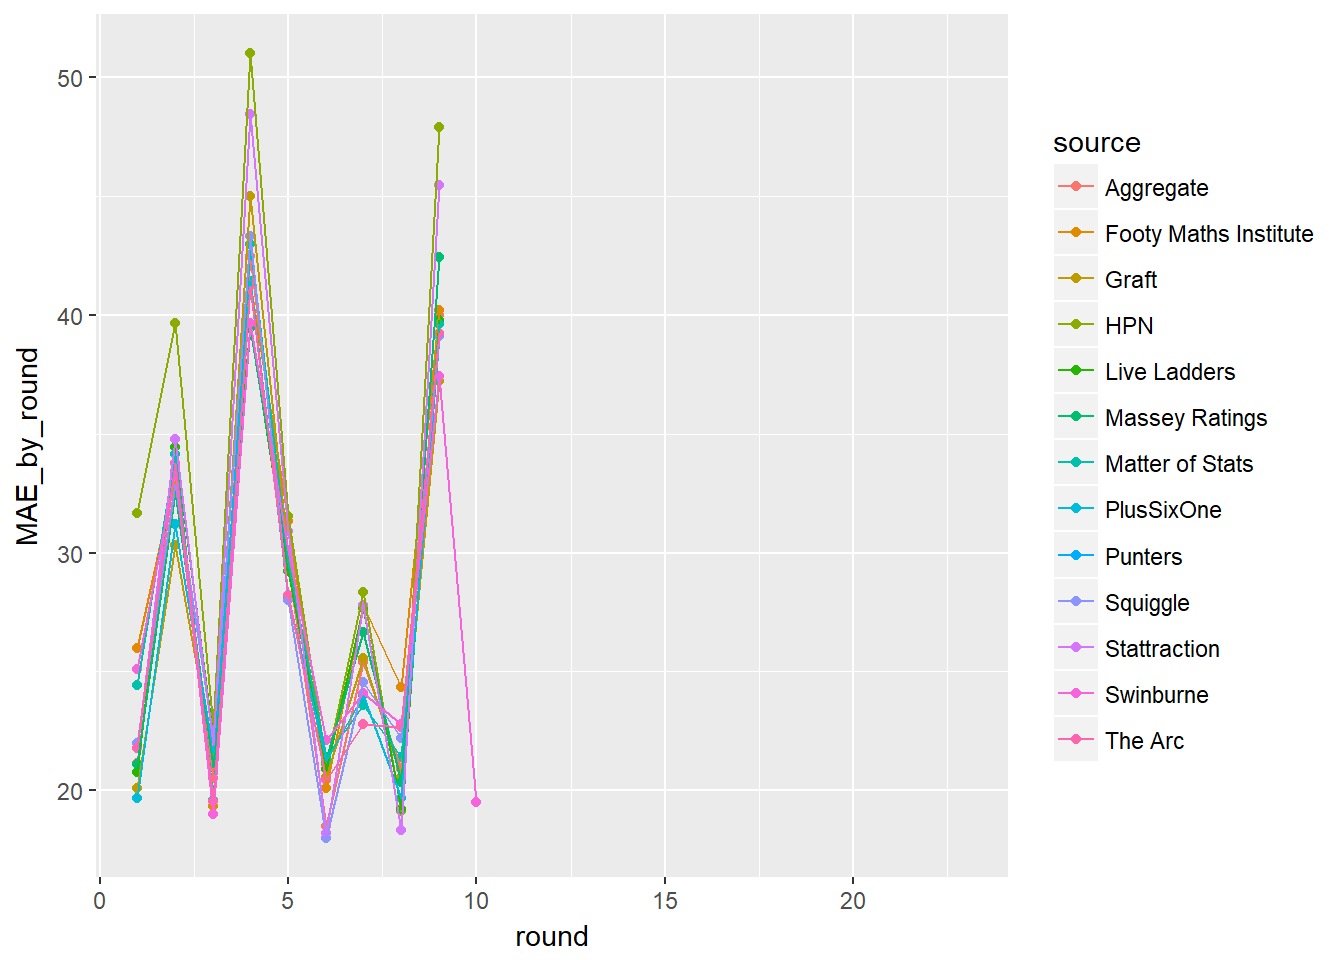 MAE_by_round
50
40
30
20
0
5
10
15
20
round
source
Aggregate
Footy Maths Institute
Graft
HPN
Live Ladders
Massey Ratings
Matter of Stats
PlusSixOne
Punters
Squiggle
Stattraction
Swinburne
The Arc